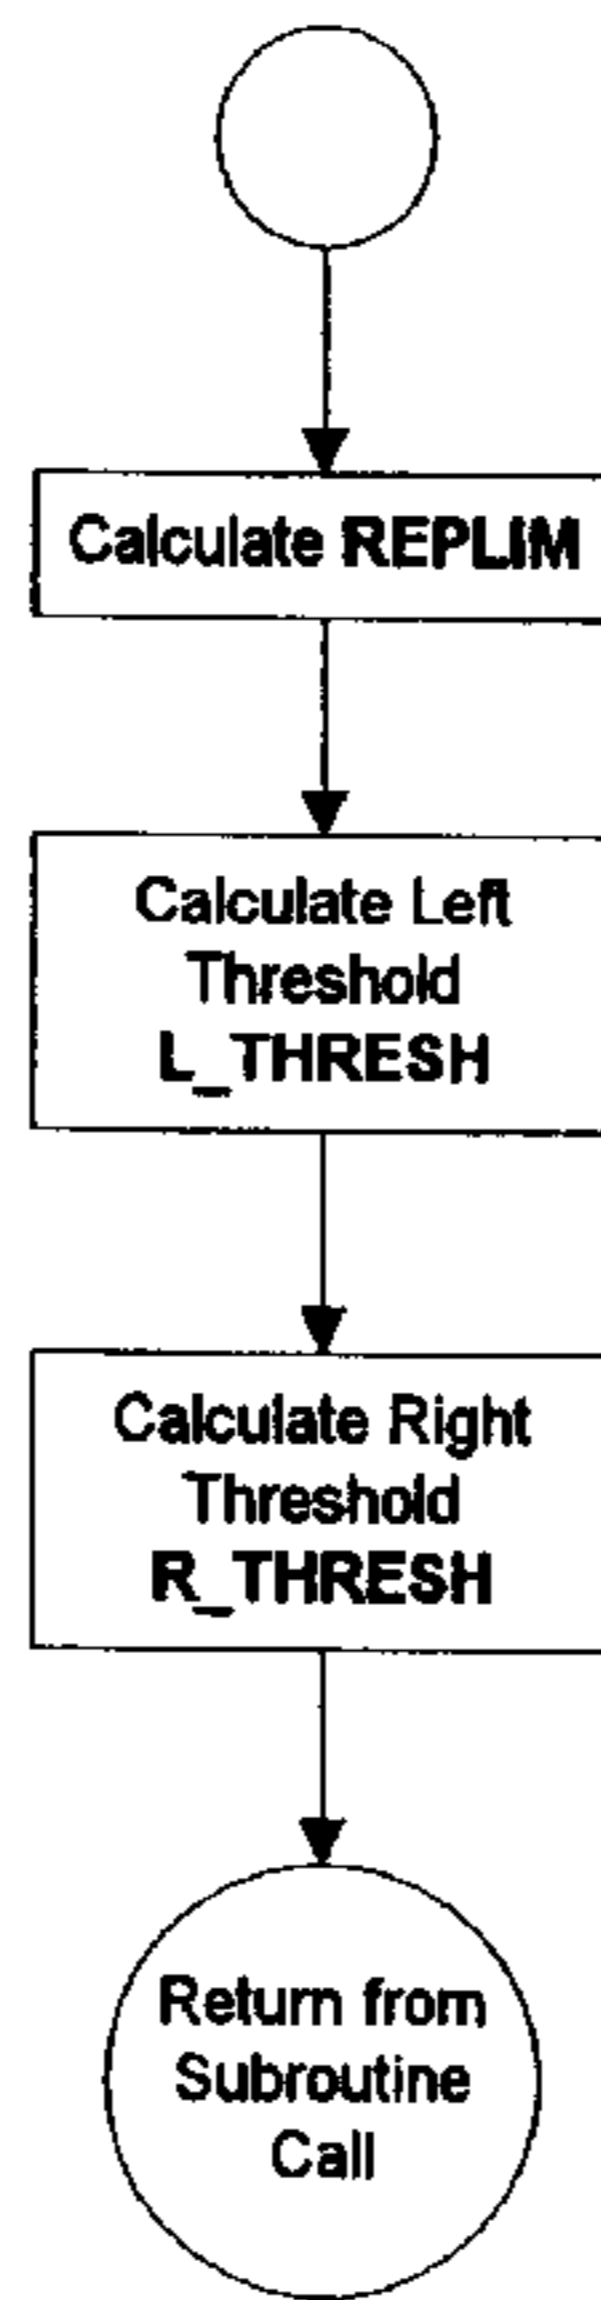 Calculate REPLIM
Calculate Left
Threshold
L_THRESH
Calculate Right
Threshold
R_THRESH
Return from
Subroutine
Call